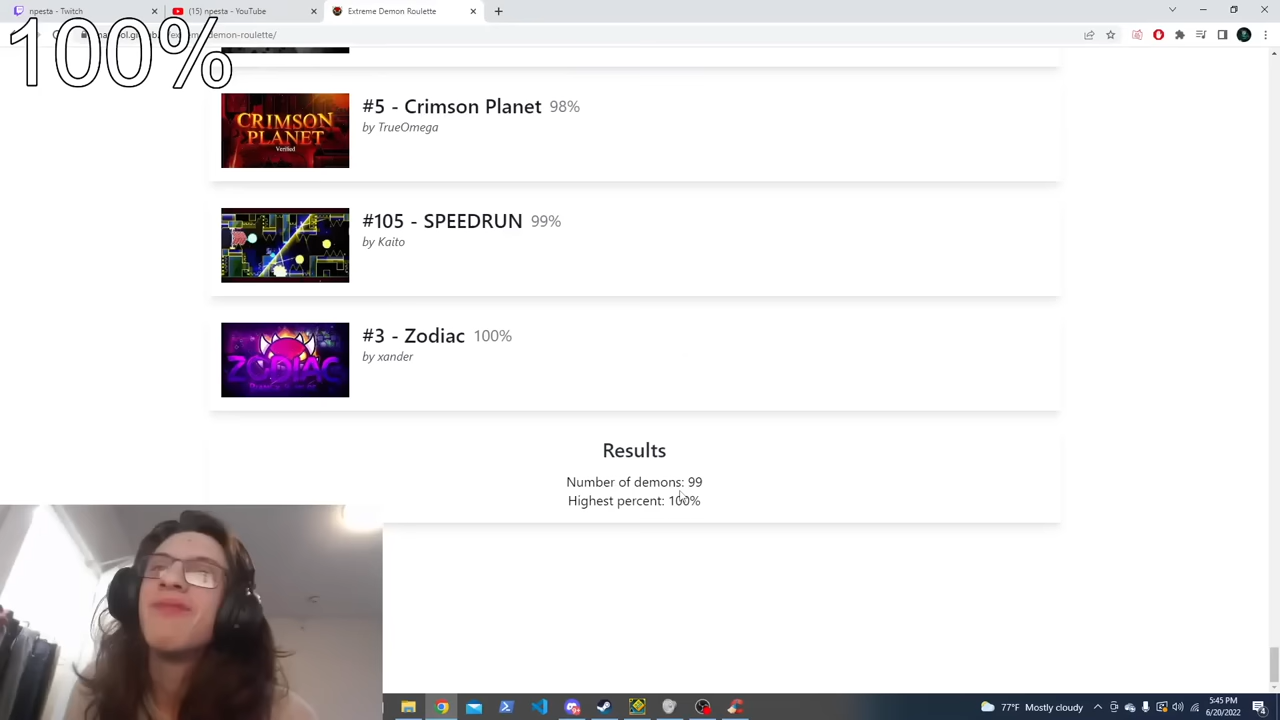 npesta - Twitch
(15) npesta - YouTube
Extreme Demon Roulette
demon-roulette/
100%
#5 - Crimson Planet 98%
by TrueOmega
CRIMSON
PLANET
Verified
#105 - SPEEDRUN 99%
by Kaito
#3 - Zodiac 100%
by xander
ZODIAC
Results
Number of demons: 99
Highest percent: 100%
77°F Mostly cloudy
5:45 PM
6/20/2022
4